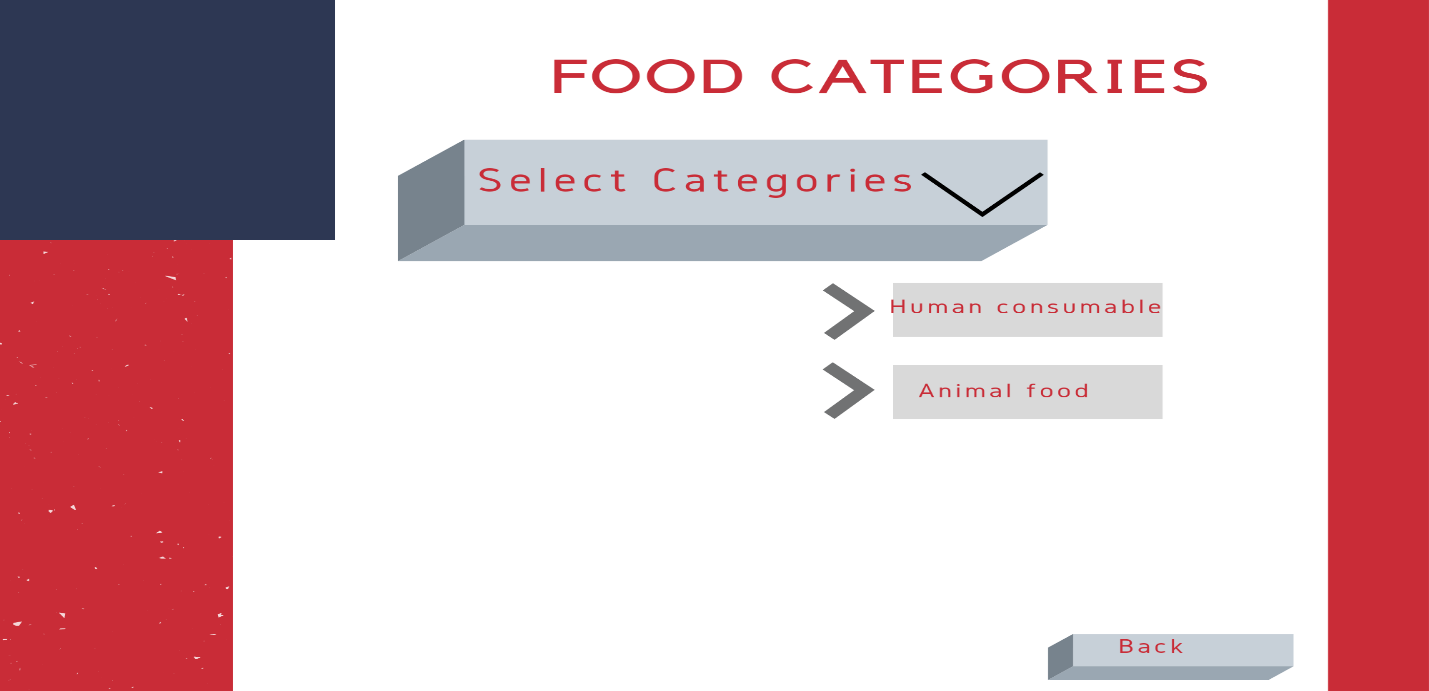 FOOD CATEGORIES
Select Categories
Human consumable
Animal food
Back